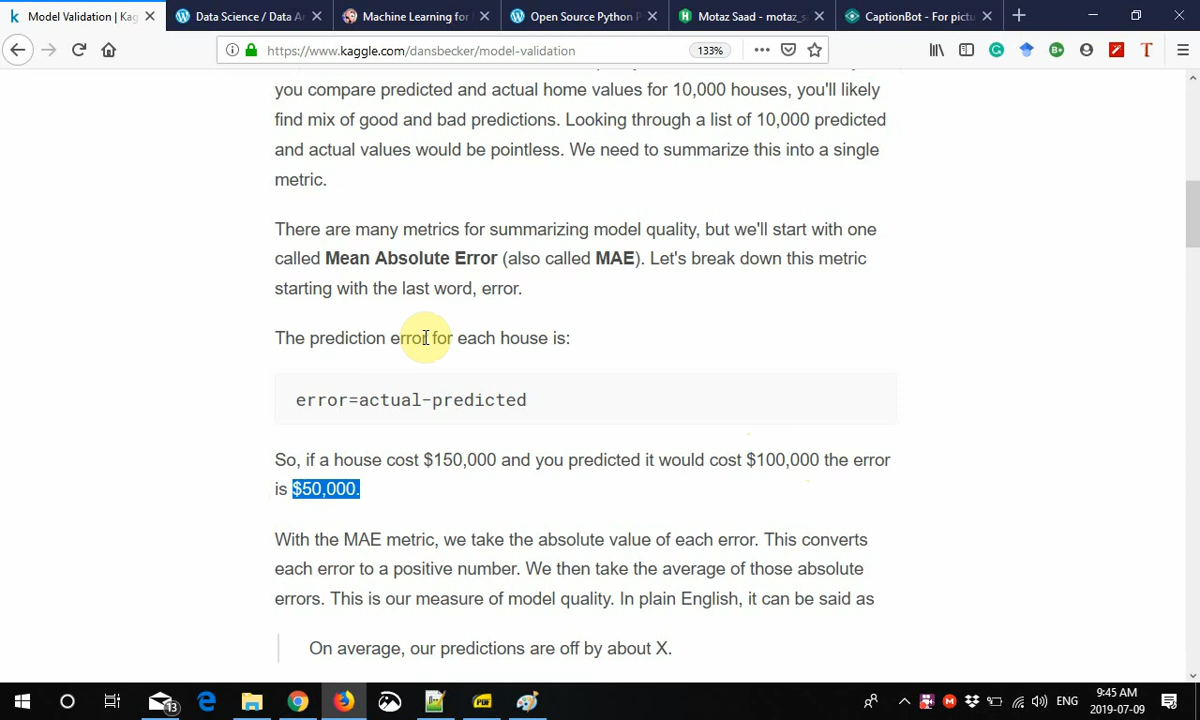 Model Validation | Kag
Data Science / Data A
Machine Learning for
Open Source Python P
Motaz Saad - motaz_s
CaptionBot - For pictu
https://www.kaggle.com/dansbecker/model-validation
133%
you compare predicted and actual home values for 10,000 houses, you'll likely
find mix of good and bad predictions. Looking through a list of 10,000 predicted
and actual values would be pointless. We need to summarize this into a single
metric.
There are many metrics for summarizing model quality, but we'll start with one
called Mean Absolute Error (also called MAE). Let's break down this metric
starting with the last word, error.
The prediction error for each house is:
error=actual-predicted
So, if a house cost $150,000 and you predicted it would cost $100,000 the error
is $50,000.
With the MAE metric, we take the absolute value of each error. This converts
each error to a positive number. We then take the average of those absolute
errors. This is our measure of model quality. In plain English, it can be said as
On average, our predictions are off by about X.
13
ENG
9:45 AM
2019-07-09